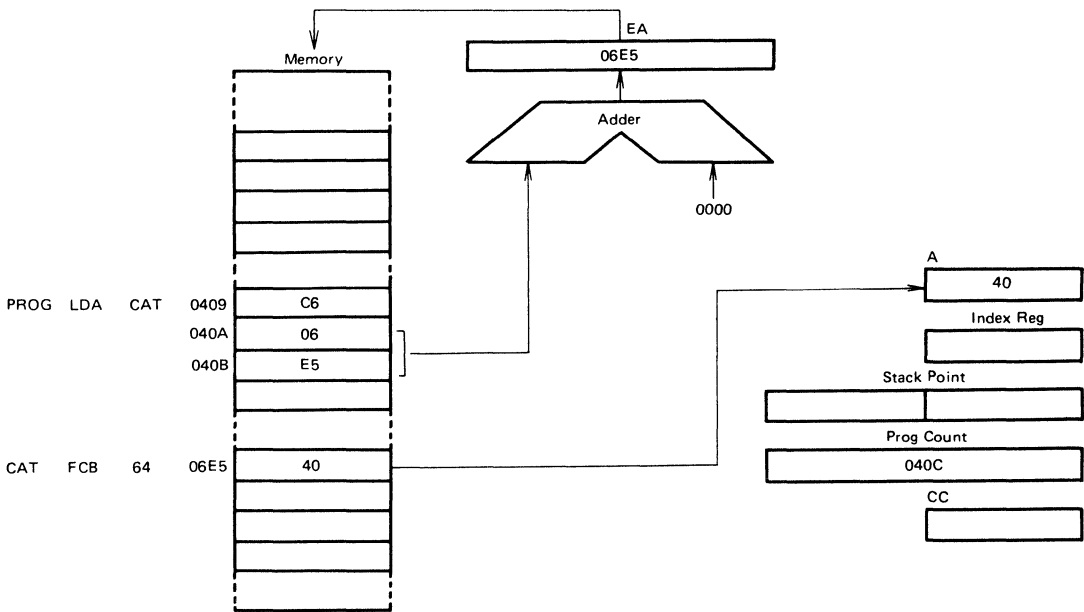 EA
06E5
Memory
Adder
0000
A
40
Index Reg
Stack Point
Prog Count
040C
CC
PROG LDA CAT 0409 C6
040A 06
040B E5
CAT FCB 64 06E5 40